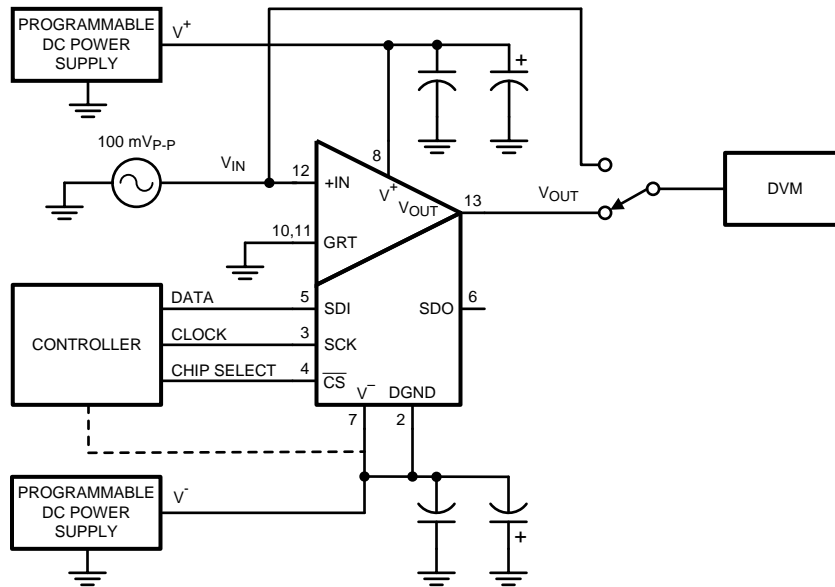 PROGRAMMABLE
DC POWER
SUPPLY
V+
100 mVP-P
VIN
12
+IN
8
V+
VOUT
13
VOUT
DVM
10,11
GRT
CONTROLLER
DATA
5
SDI
SDO
6
CLOCK
3
SCK
CHIP SELECT
4
CS
V–
DGND
7
2
PROGRAMMABLE
DC POWER
SUPPLY
V-
+
+